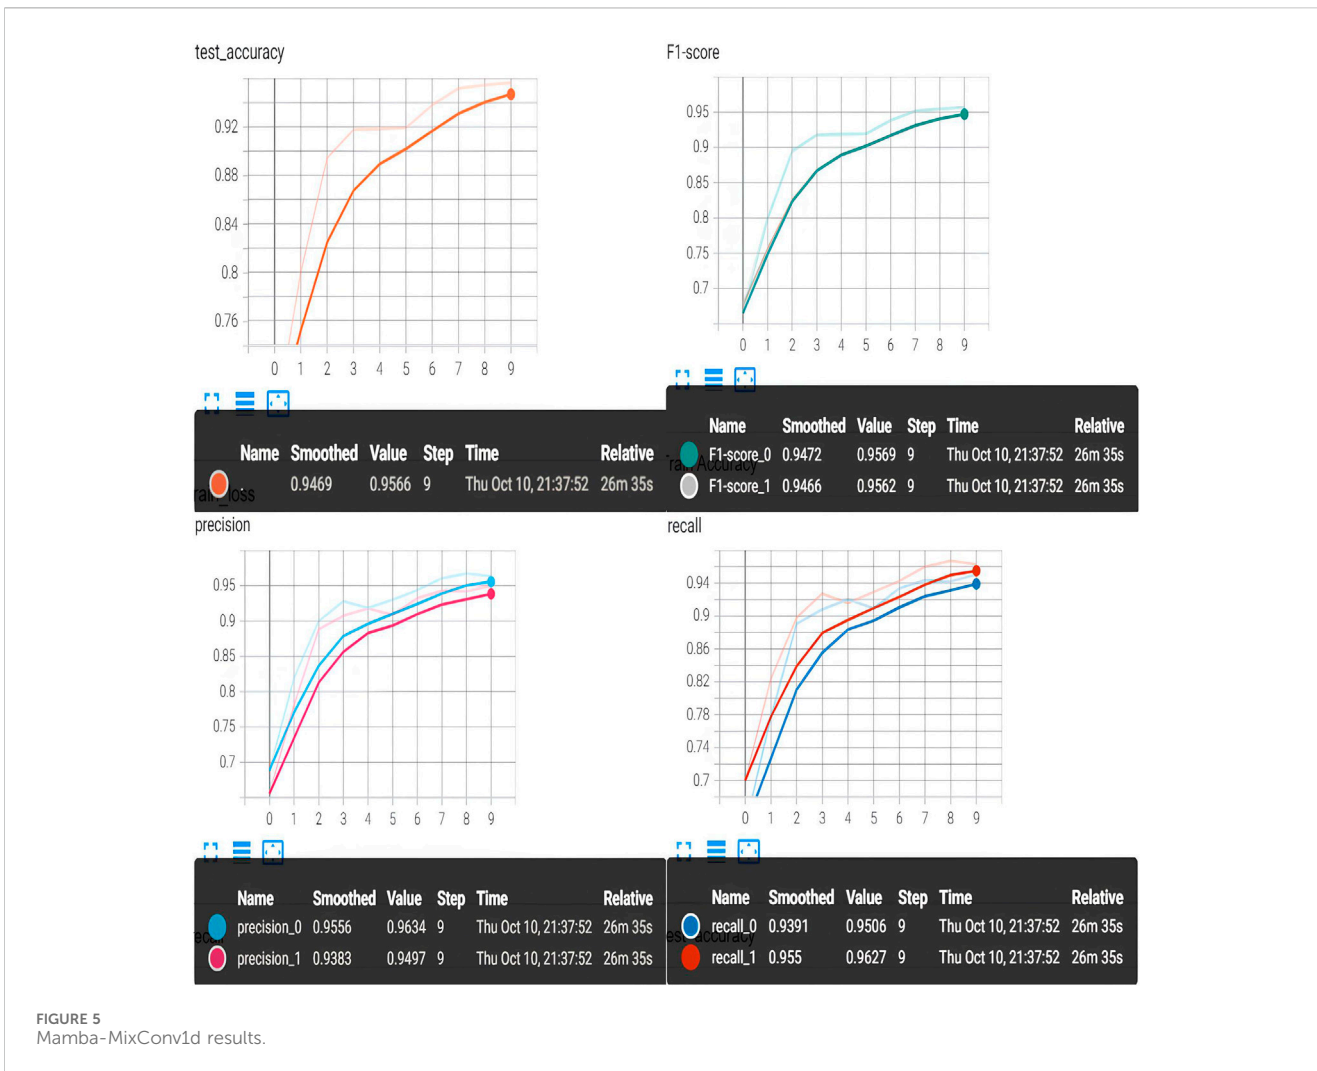 test_accuracy
0.92
0.88
0.84
0.8
0.76
0 1 2 3 4 5 6 7 8 9
Name Smoothed Value Step Time Relative
. 0.9469 0.9566 9 Thu Oct 10, 21:37:52 26m 35s
F1-score
0.95
0.9
0.85
0.8
0.75
0.7
0 1 2 3 4 5 6 7 8 9
Name Smoothed Value Step Time Relative
F1-score_0 0.9472 0.9569 9 Thu Oct 10, 21:37:52 26m 35s
F1-score_1 0.9466 0.9562 9 Thu Oct 10, 21:37:52 26m 35s
precision
0.95
0.9
0.85
0.8
0.75
0.7
0 1 2 3 4 5 6 7 8 9
Name Smoothed Value Step Time Relative
precision_0 0.9556 0.9634 9 Thu Oct 10, 21:37:52 26m 35s
precision_1 0.9383 0.9497 9 Thu Oct 10, 21:37:52 26m 35s
recall
0.94
0.9
0.86
0.82
0.78
0.74
0.7
0 1 2 3 4 5 6 7 8 9
Name Smoothed Value Step Time Relative
recall_0 0.9391 0.9506 9 Thu Oct 10, 21:37:52 26m 35s
recall_1 0.955 0.9627 9 Thu Oct 10, 21:37:52 26m 35s
FIGURE 5
Mamba-MixConv1d results.